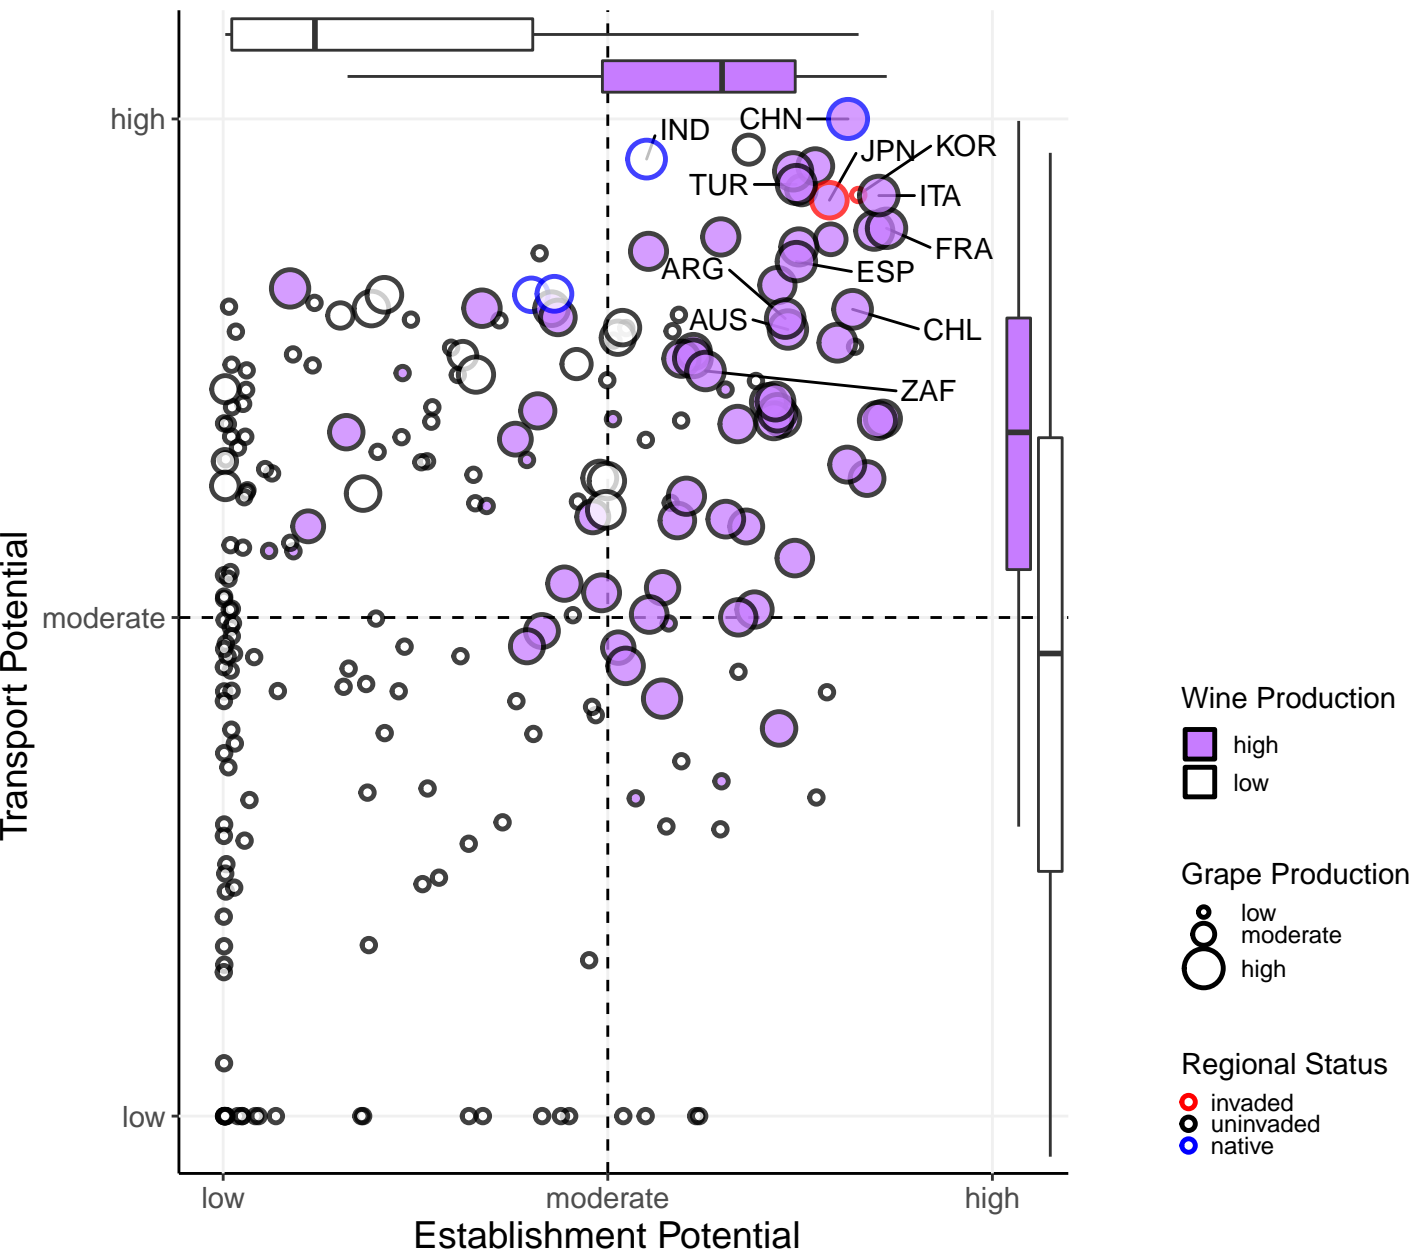 high
moderate
low
Transport Potential
IND
CHN
JPN
KOR
TUR
ITA
FRA
ARG
ESP
AUS
CHL
ZAF
low
moderate
high
Establishment Potential
Wine Production
high
low
Grape Production
low
moderate
high
Regional Status
invaded
uninvaded
native